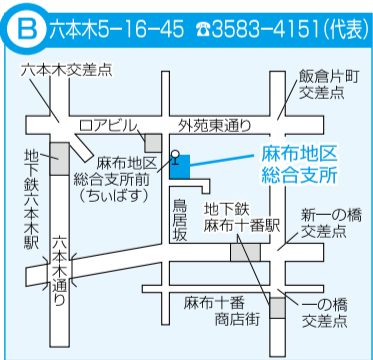 B 六本木5−16−45 ☎3583−4151(代表)
六本木交差点
飯倉片町
交差点
ロアビル
外苑東通り
地下鉄六本木駅
麻布地区
総合支所前
(ちぃばす)
麻布地区
総合支所
鳥居坂
地下鉄
麻布十番駅
新一の橋
交差点
六本木通り
麻布十番
商店街
一の橋
交差点